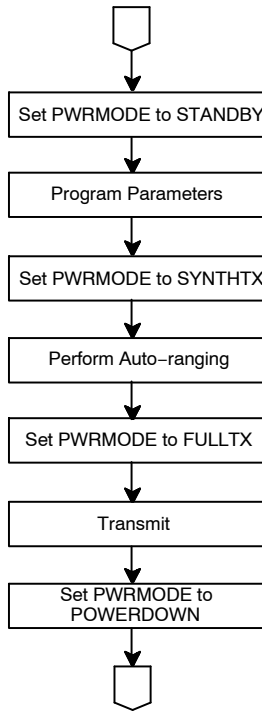 Set PWRMODE to STANDBY
Program Parameters
Set PWRMODE to SYNTHTX
Perform Auto−ranging
Set PWRMODE to FULLTX
Transmit
Set PWRMODE to
POWERDOWN